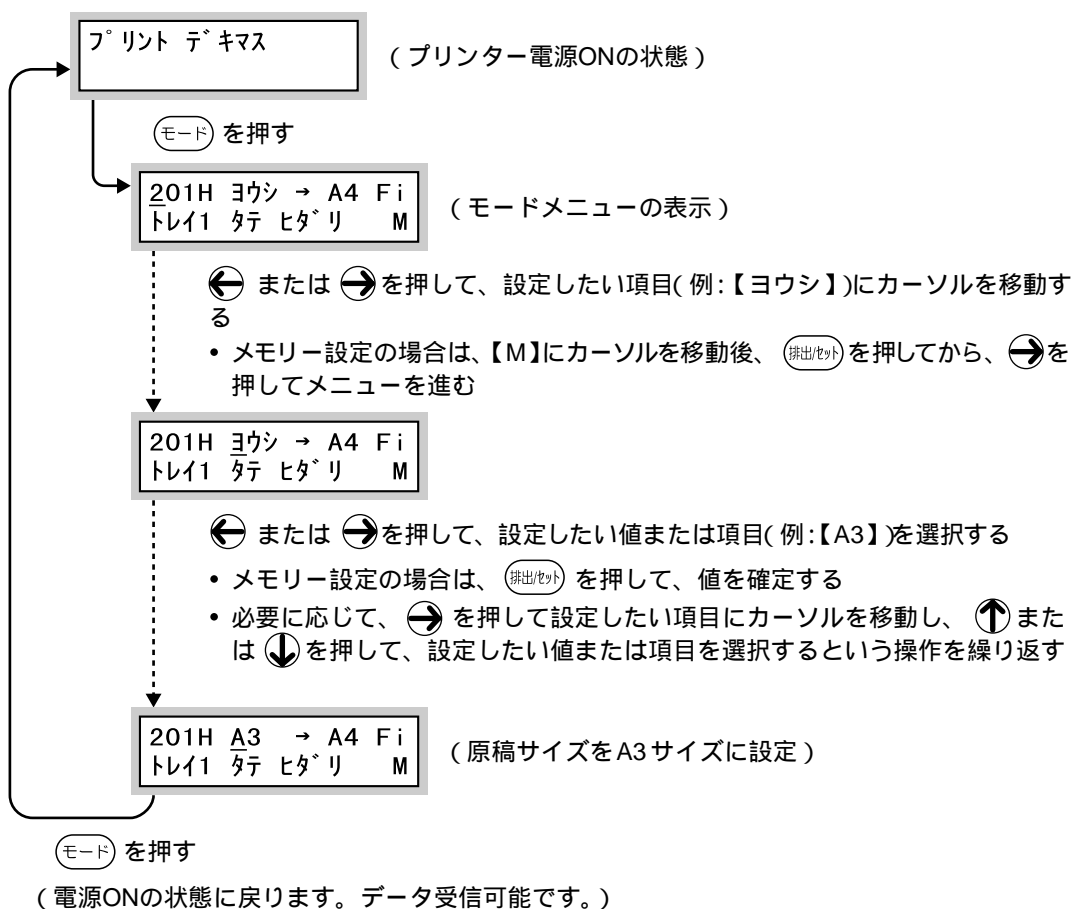 プリント デキマス
(プリンター電源ONの状態)
モード を押す
201H ヨウシ → A4 Fi
トレイ1 タテ ヒダリ M
(モードメニューの表示)
← または →を押して、設定したい項目(例:【ヨウシ】)にカーソルを移動す
る
• メモリー設定の場合は、【M】にカーソルを移動後、 排出/セット を押してから、→を
押してメニューを進む
201H ヨウシ → A4 Fi
トレイ1 タテ ヒダリ M
← または →を押して、設定したい値または項目(例:【A3】)を選択する
• メモリー設定の場合は、 排出/セット を押して、値を確定する
• 必要に応じて、 → を押して設定したい項目にカーソルを移動し、 ↑ また
は ↓ を押して、設定したい値または項目を選択するという操作を繰り返す
201H A3 → A4 Fi
トレイ1 タテ ヒダリ M
(原稿サイズをA3サイズに設定)
モード を押す
(電源ONの状態に戻ります。データ受信可能です。)